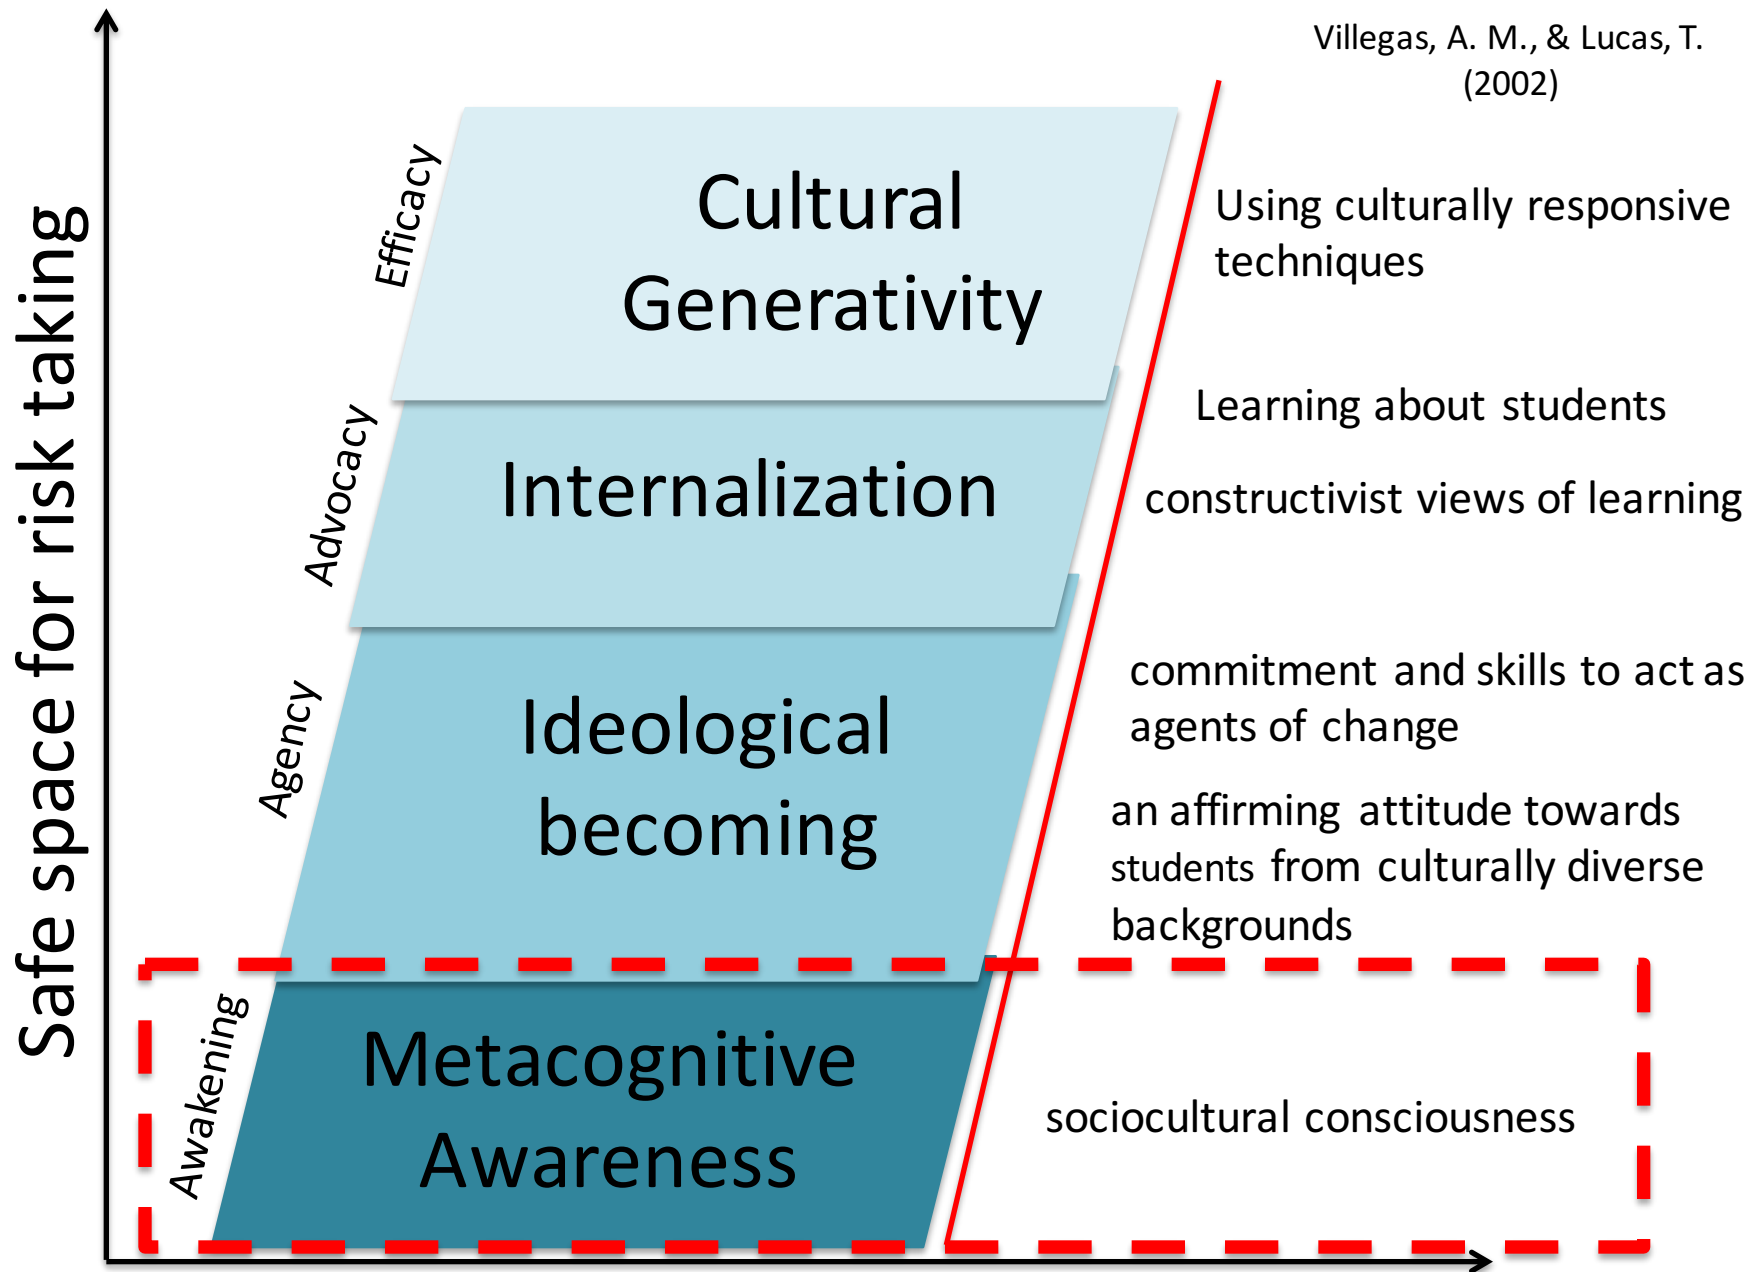 Villegas, A. M., & Lucas, T.
(2002)
Safe space for risk taking
Efficacy
Cultural
Generativity
Using culturally responsive
techniques
Advocacy
Internalization
Learning about students
constructivist views of learning
Agency
Ideological
becoming
commitment and skills to act as
agents of change
an affirming attitude towards
students from culturally diverse
backgrounds
Awakening
Metacognitive
Awareness
sociocultural consciousness